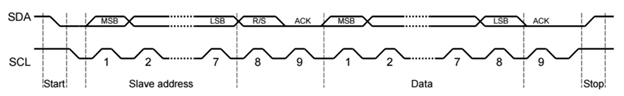 SDA MSB LSB R/S ACK MSB LSB ACK
SCL 1 2 7 8 9 1 2 7 8 9
Start Slave address Data Stop